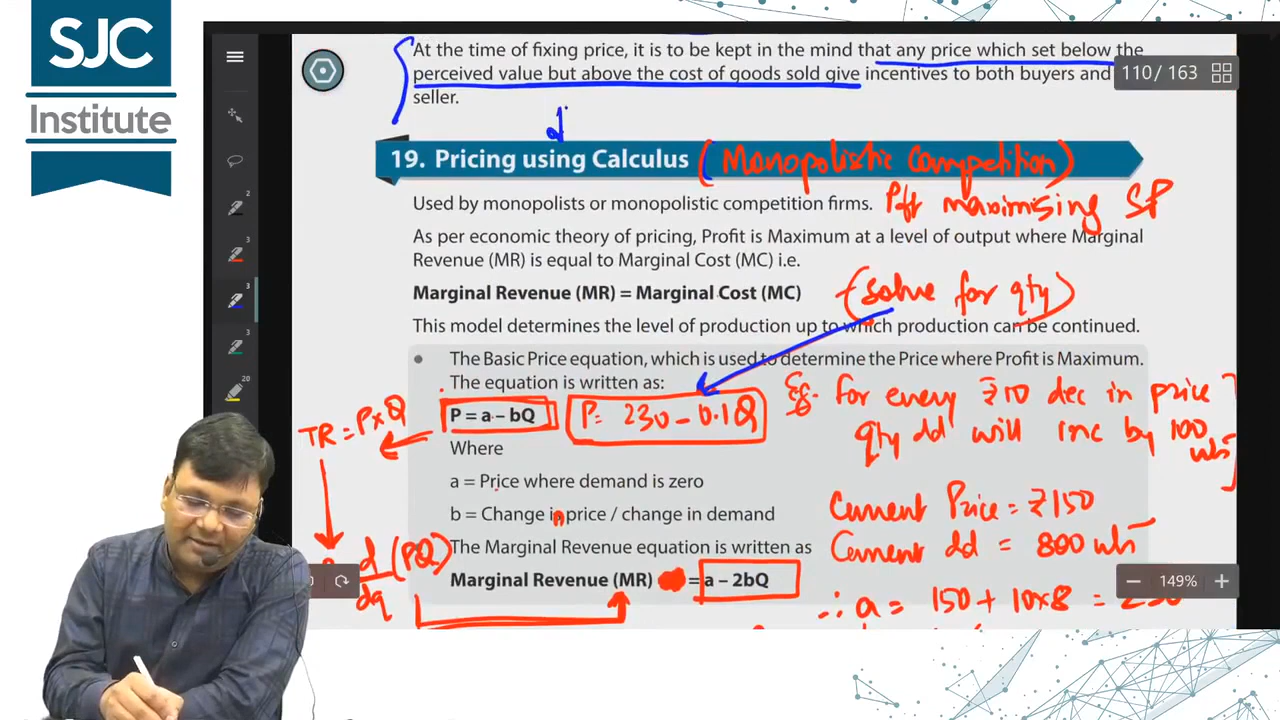 SJC
Institute
At the time of fixing price, it is to be kept in the mind that any price which set below the
perceived value but above the cost of goods sold give incentives to both buyers and
seller.
110 / 163
19. Pricing using Calculus (Monopolistic Competition)
Used by monopolists or monopolistic competition firms. Pft maximising SP
As per economic theory of pricing, Profit is Maximum at a level of output where Marginal
Revenue (MR) is equal to Marginal Cost (MC) i.e.
Marginal Revenue (MR) = Marginal Cost (MC) (solve for qty)
This model determines the level of production up to which production can be continued.
• The Basic Price equation, which is used to determine the Price where Profit is Maximum.
The equation is written as:
P = a – bQ P = 230 – 0.1Q
Eg. For every ₹10 dec in price
qty dd will inc by 100
TR = P×Q
Where
a = Price where demand is zero
b = Change in price / change in demand
Current Price = ₹150
Current dd = 800
The Marginal Revenue equation is written as
d/dq (PQ)
Marginal Revenue (MR) = a – 2bQ
∴ a = 150 + 10×8 = 230
149%